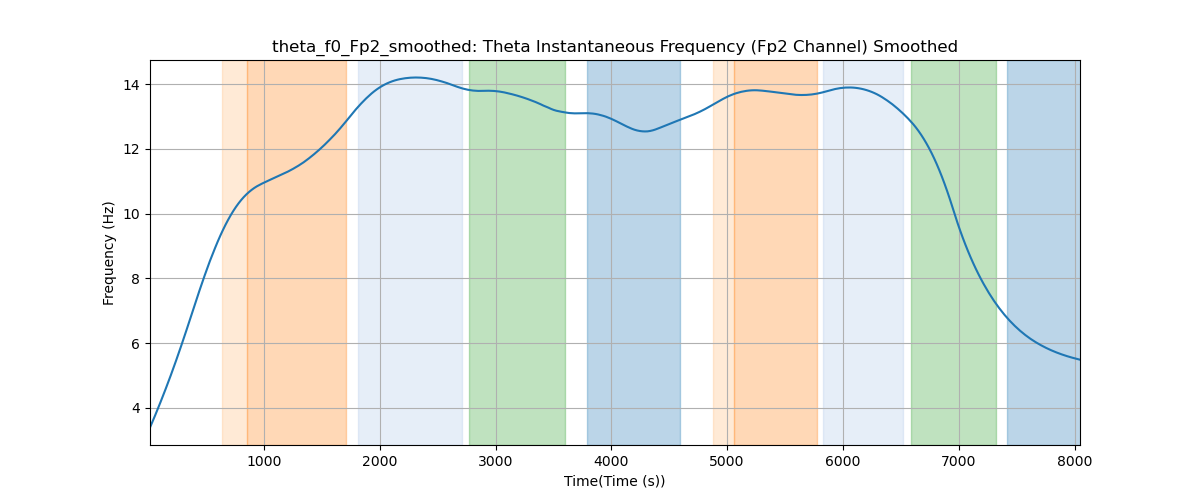 theta_f0_Fp2_smoothed: Theta Instantaneous Frequency (Fp2 Channel) Smoothed
Frequency (Hz)
14
12
10
8
6
4
1000 2000 3000 4000 5000 6000 7000 8000
Time(Time (s))